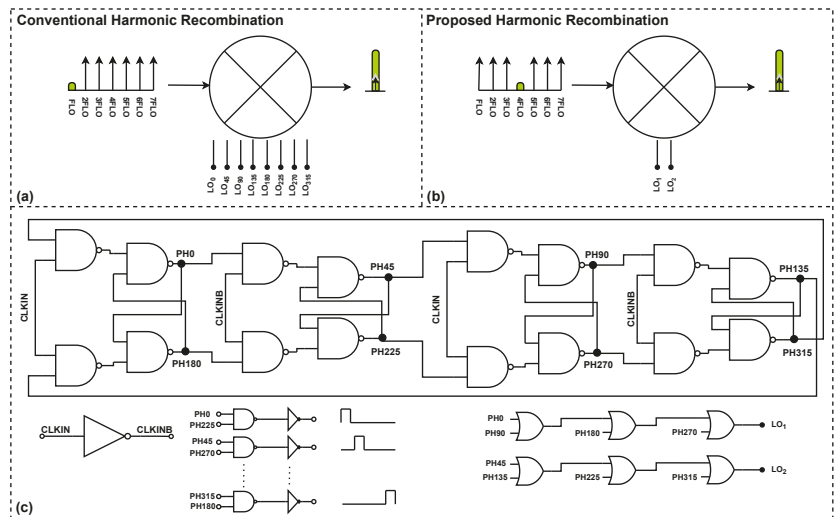 Conventional Harmonic Recombination
FLO
2FLO
3FLO
4FLO
5FLO
6FLO
7FLO
LO0
LO45
LO90
LO135
LO180
LO225
LO270
LO315
(a)
Proposed Harmonic Recombination
FLO
2FLO
3FLO
4FLO
5FLO
6FLO
7FLO
LO1
LO2
(b)
CLKIN
PH0
PH180
CLKINB
PH45
PH225
CLKIN
PH90
PH270
CLKINB
PH135
PH315
CLKIN
CLKINB
PH0
PH225
PH45
PH270
PH315
PH180
PH0
PH90
PH180
PH270
LO1
PH45
PH135
PH225
PH315
LO2
(c)